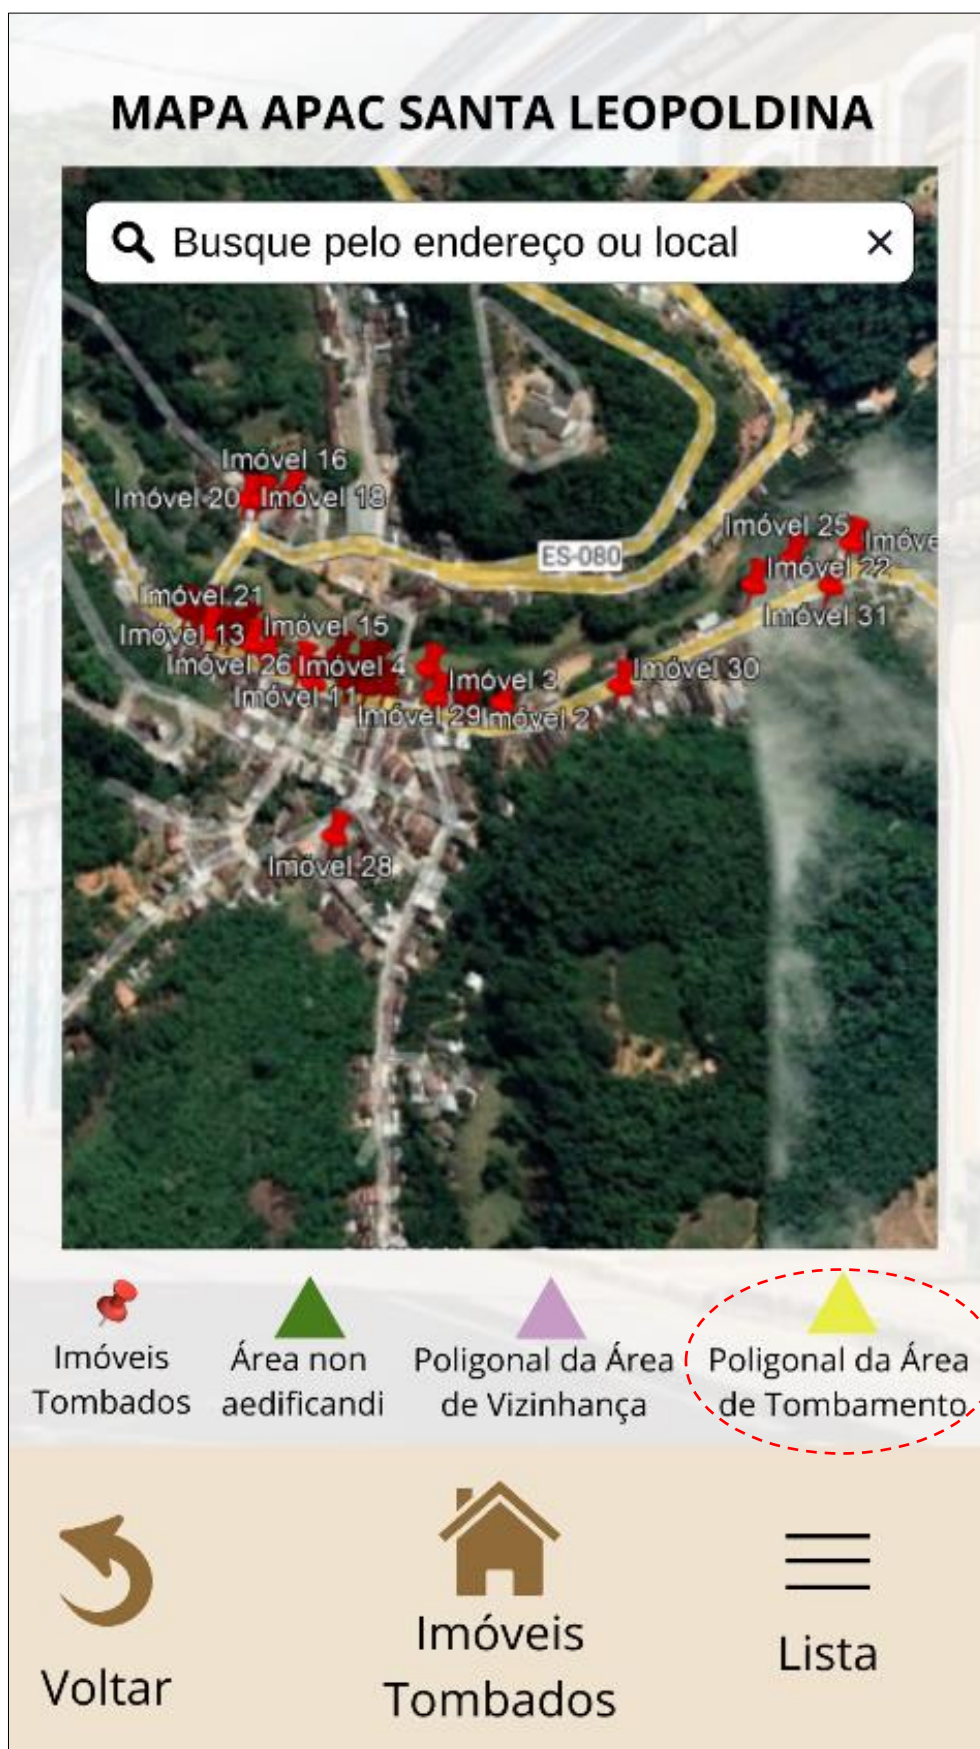 MAPA APAC SANTA LEOPOLDINA
Busque pelo endereço ou local
×
Imóvel 16
Imóvel 20
Imóvel 18
Imóvel 25
Imóve
ES-080
Imóvel 22
Imóvel 21
Imóvel 31
Imóvel 13
Imóvel 15
Imóvel 26
Imóvel 4
Imóvel 30
Imóvel 11
Imóvel 3
Imóvel 29
Imóvel 2
Imóvel 28
Imóveis
Tombados
Área non
aedificandi
Poligonal da Área
de Vizinhança
Poligonal da Área
de Tombamento
Voltar
Imóveis
Tombados
Lista